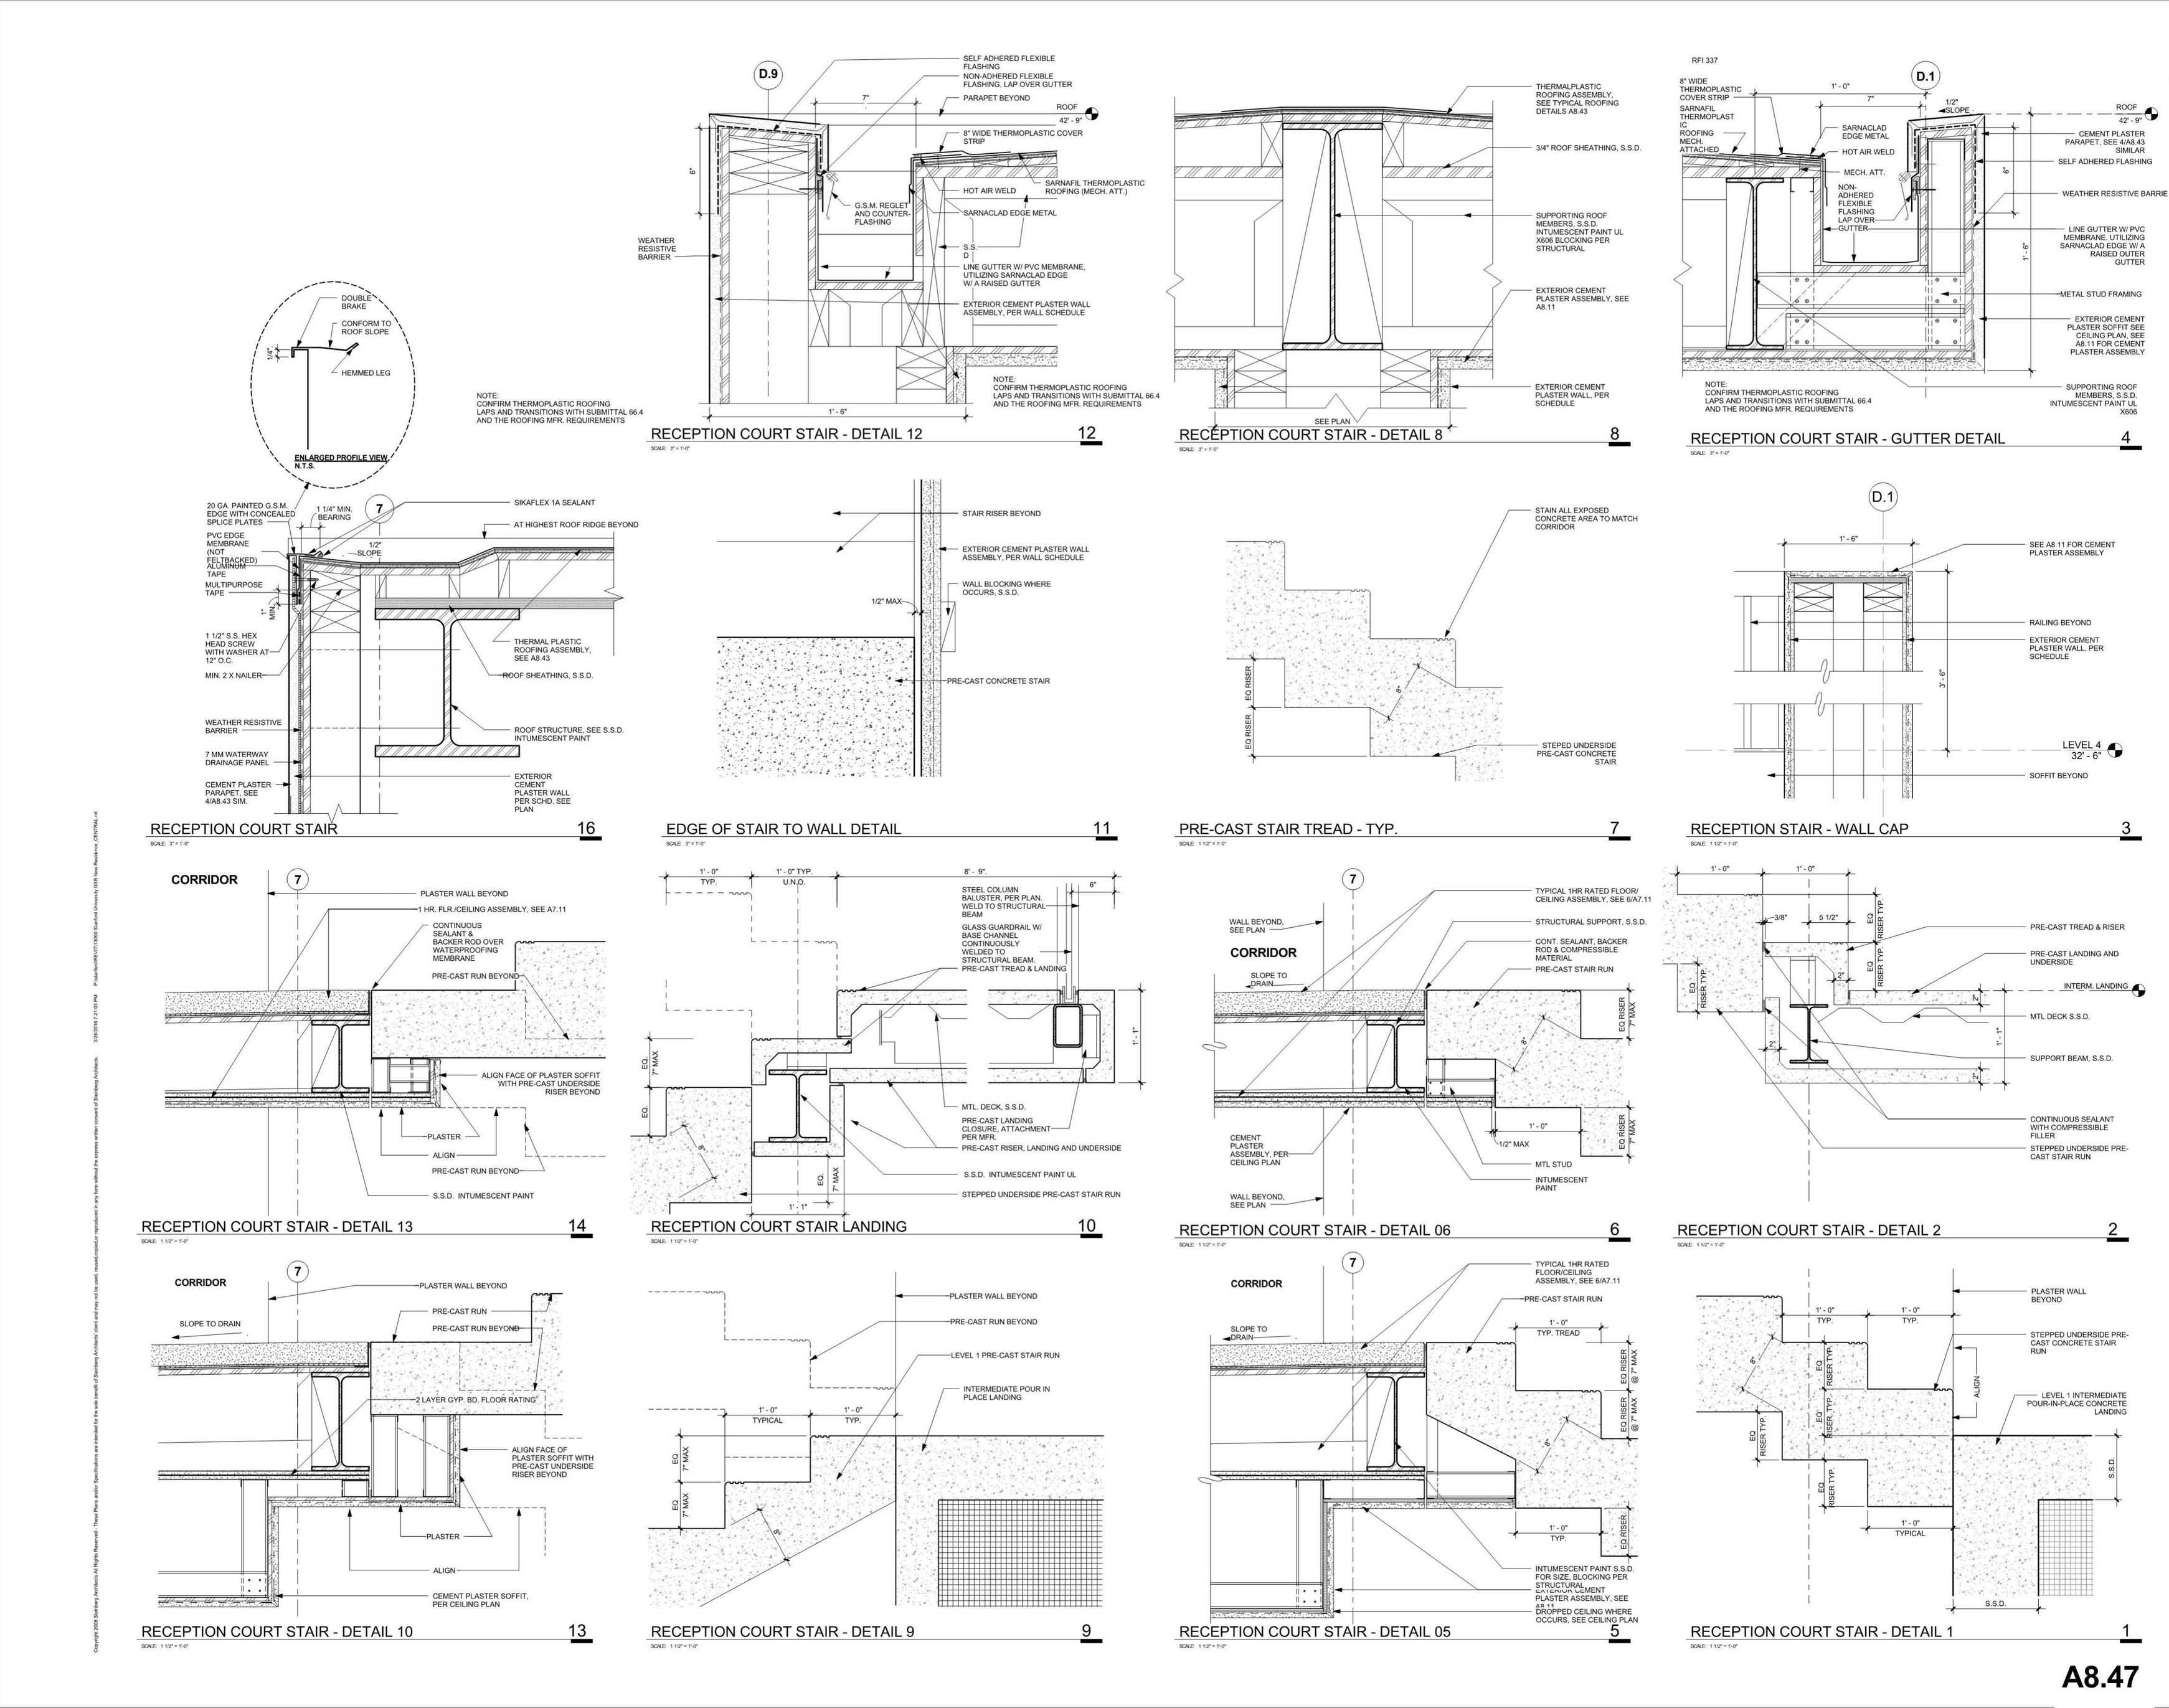 D.9
SELF ADHERED FLEXIBLE
FLASHING
NON-ADHERED FLEXIBLE
FLASHING, LAP OVER GUTTER
PARAPET BEYOND
7"
ROOF
42' - 9"
8" WIDE THERMOPLASTIC COVER
STRIP
6"
SARNAFIL THERMOPLASTIC
ROOFING (MECH. ATT.)
HOT AIR WELD
G.S.M. REGLET
AND COUNTER-
FLASHING
SARNACLAD EDGE METAL
WEATHER
RESISTIVE
BARRIER
S.S.
D
LINE GUTTER W/ PVC MEMBRANE,
UTILIZING SARNACLAD EDGE
W/ A RAISED GUTTER
EXTERIOR CEMENT PLASTER WALL
ASSEMBLY, PER WALL SCHEDULE
NOTE:
CONFIRM THERMOPLASTIC ROOFING
LAPS AND TRANSITIONS WITH SUBMITTAL 66.4
AND THE ROOFING MFR. REQUIREMENTS
1' - 6"
RECEPTION COURT STAIR - DETAIL 12
12
SCALE: 3" = 1'-0"
THERMALPLASTIC
ROOFING ASSEMBLY,
SEE TYPICAL ROOFING
DETAILS A8.43
3/4" ROOF SHEATHING, S.S.D.
SUPPORTING ROOF
MEMBERS, S.S.D.
INTUMESCENT PAINT UL
X606 BLOCKING PER
STRUCTURAL
EXTERIOR CEMENT
PLASTER ASSEMBLY, SEE
A8.11
EXTERIOR CEMENT
PLASTER WALL, PER
SCHEDULE
SEE PLAN
RECEPTION COURT STAIR - DETAIL 8
8
SCALE: 3" = 1'-0"
RFI 337
D.1
8" WIDE
THERMOPLASTIC
COVER STRIP
SARNAFIL
THERMOPLAST
IC
ROOFING
MECH.
ATTACHED
1' - 0"
7"
1/2"
SLOPE
ROOF
42' - 9"
SARNACLAD
EDGE METAL
HOT AIR WELD
MECH. ATT.
NON-
ADHERED
FLEXIBLE
FLASHING
LAP OVER
GUTTER
CEMENT PLASTER
PARAPET, SEE 4/A8.43
SIMILAR
SELF ADHERED FLASHING
6"
WEATHER RESISTIVE BARRIE
LINE GUTTER W/ PVC
MEMBRANE, UTILIZING
SARNACLAD EDGE W/ A
RAISED OUTER
GUTTER
1' - 6"
METAL STUD FRAMING
EXTERIOR CEMENT
PLASTER SOFFIT SEE
CEILING PLAN, SEE
A8.11 FOR CEMENT
PLASTER ASSEMBLY
NOTE:
CONFIRM THERMOPLASTIC ROOFING
LAPS AND TRANSITIONS WITH SUBMITTAL 66.4
AND THE ROOFING MFR. REQUIREMENTS
SUPPORTING ROOF
MEMBERS, S.S.D.
INTUMESCENT PAINT UL
X606
RECEPTION COURT STAIR - GUTTER DETAIL
4
SCALE: 3" = 1'-0"
DOUBLE
BRAKE
CONFORM TO
ROOF SLOPE
1/4"
HEMMED LEG
ENLARGED PROFILE VIEW
N.T.S.
NOTE:
CONFIRM THERMOPLASTIC ROOFING
LAPS AND TRANSITIONS WITH SUBMITTAL 66.4
AND THE ROOFING MFR. REQUIREMENTS
20 GA. PAINTED G.S.M.
EDGE WITH CONCEALED
SPLICE PLATES
1 1/4" MIN.
BEARING
7
SIKAFLEX 1A SEALANT
AT HIGHEST ROOF RIDGE BEYOND
PVC EDGE
MEMBRANE
(NOT
FELTBACKED)
ALUMINUM
TAPE
1/2"
SLOPE
MULTIPURPOSE
TAPE
1"
MIN.
1 1/2" S.S. HEX
HEAD SCREW
WITH WASHER AT
12" O.C.
MIN. 2 X NAILER
THERMAL PLASTIC
ROOFING ASSEMBLY,
SEE A8.43
ROOF SHEATHING, S.S.D.
WEATHER RESISTIVE
BARRIER
7 MM WATERWAY
DRAINAGE PANEL
CEMENT PLASTER
PARAPET, SEE
4/A8.43 SIM.
ROOF STRUCTURE, SEE S.S.D.
INTUMESCENT PAINT
EXTERIOR
CEMENT
PLASTER WALL
PER SCHD. SEE
PLAN
RECEPTION COURT STAIR
16
SCALE: 3" = 1'-0"
STAIR RISER BEYOND
EXTERIOR CEMENT PLASTER WALL
ASSEMBLY, PER WALL SCHEDULE
WALL BLOCKING WHERE
OCCURS, S.S.D.
1/2" MAX
PRE-CAST CONCRETE STAIR
EDGE OF STAIR TO WALL DETAIL
11
SCALE: 3" = 1'-0"
STAIN ALL EXPOSED
CONCRETE AREA TO MATCH
CORRIDOR
EQ RISER
EQ RISER
8"
STEPED UNDERSIDE
PRE-CAST CONCRETE
STAIR
PRE-CAST STAIR TREAD - TYP.
7
SCALE: 1 1/2" = 1'-0"
D.1
1' - 6"
SEE A8.11 FOR CEMENT
PLASTER ASSEMBLY
RAILING BEYOND
EXTERIOR CEMENT
PLASTER WALL, PER
SCHEDULE
3' - 6"
LEVEL 4
32' - 6"
SOFFIT BEYOND
RECEPTION STAIR - WALL CAP
3
SCALE: 1 1/2" = 1'-0"
CORRIDOR
7
PLASTER WALL BEYOND
1 HR. FLR./CEILING ASSEMBLY, SEE A7.11
CONTINUOUS
SEALANT &
BACKER ROD OVER
WATERPROOFING
MEMBRANE
PRE-CAST RUN BEYOND
ALIGN FACE OF PLASTER SOFFIT
WITH PRE-CAST UNDERSIDE
RISER BEYOND
PLASTER
ALIGN
PRE-CAST RUN BEYOND
S.S.D. INTUMESCENT PAINT
RECEPTION COURT STAIR - DETAIL 13
14
SCALE: 1 1/2" = 1'-0"
1' - 0"
TYP.
1' - 0" TYP.
U.N.O.
8' - 9".
6"
STEEL COLUMN
BALUSTER, PER PLAN.
WELD TO STRUCTURAL
BEAM
GLASS GUARDRAIL W/
BASE CHANNEL
CONTINUOUSLY
WELDED TO
STRUCTURAL BEAM.
PRE-CAST TREAD & LANDING
EQ.
7" MAX
EQ.
8"
1' - 1"
MTL. DECK, S.S.D.
PRE-CAST LANDING
CLOSURE, ATTACHMENT
PER MFR.
PRE-CAST RISER, LANDING AND UNDERSIDE
EQ.
7" MAX
S.S.D. INTUMESCENT PAINT UL
STEPPED UNDERSIDE PRE-CAST STAIR RUN
1' - 1"
RECEPTION COURT STAIR LANDING
10
SCALE: 1 1/2" = 1'-0"
7
WALL BEYOND,
SEE PLAN
CORRIDOR
SLOPE TO
DRAIN
TYPICAL 1HR RATED FLOOR/
CEILING ASSEMBLY, SEE 6/A7.11
STRUCTURAL SUPPORT, S.S.D.
CONT. SEALANT, BACKER
ROD & COMPRESSIBLE
MATERIAL
PRE-CAST STAIR RUN
EQ RISER
7" MAX
8"
EQ RISER
7" MAX
1' - 0"
1/2" MAX
CEMENT
PLASTER
ASSEMBLY, PER
CEILING PLAN
MTL STUD
INTUMESCENT
PAINT
WALL BEYOND,
SEE PLAN
RECEPTION COURT STAIR - DETAIL 06
6
SCALE: 1 1/2" = 1'-0"
1' - 0"
1' - 0"
3/8"
5 1/2"
EQ
RISER TYP.
EQ
RISER TYP.
EQ
RISER TYP.
2"
2"
2"
2"
1' - 1"
PRE-CAST TREAD & RISER
PRE-CAST LANDING AND
UNDERSIDE
INTERM. LANDING
MTL DECK S.S.D.
SUPPORT BEAM, S.S.D.
CONTINUOUS SEALANT
WITH COMPRESSIBLE
FILLER
STEPPED UNDERSIDE PRE-
CAST STAIR RUN
RECEPTION COURT STAIR - DETAIL 2
2
SCALE: 1 1/2" = 1'-0"
CORRIDOR
7
SLOPE TO DRAIN
PLASTER WALL BEYOND
PRE-CAST RUN
PRE-CAST RUN BEYOND
2 LAYER GYP. BD. FLOOR RATING
ALIGN FACE OF
PLASTER SOFFIT WITH
PRE-CAST UNDERSIDE
RISER BEYOND
PLASTER
ALIGN
CEMENT PLASTER SOFFIT,
PER CEILING PLAN
RECEPTION COURT STAIR - DETAIL 10
13
SCALE: 1 1/2" = 1'-0"
PLASTER WALL BEYOND
PRE-CAST RUN BEYOND
LEVEL 1 PRE-CAST STAIR RUN
INTERMEDIATE POUR IN
PLACE LANDING
1' - 0"
TYPICAL
1' - 0"
TYP.
EQ
7" MAX
EQ
7" MAX
8"
RECEPTION COURT STAIR - DETAIL 9
9
SCALE: 1 1/2" = 1'-0"
7
CORRIDOR
SLOPE TO
DRAIN
TYPICAL 1HR RATED
FLOOR/CEILING
ASSEMBLY, SEE 6/A7.11
PRE-CAST STAIR RUN
1' - 0"
TYP. TREAD
EQ RISER
@ 7" MAX
EQ RISER
@ 7" MAX
8"
1' - 0"
TYP.
EQ RISER
INTUMESCENT PAINT S.S.D.
FOR SIZE, BLOCKING PER
STRUCTURAL
EXTERIOR CEMENT
PLASTER ASSEMBLY, SEE
A8.11
DROPPED CEILING WHERE
OCCURS, SEE CEILING PLAN
RECEPTION COURT STAIR - DETAIL 05
5
SCALE: 1 1/2" = 1'-0"
1' - 0"
TYP.
1' - 0"
TYP.
8"
EQ
RISER TYP.
EQ
RISER, TYP.
EQ
RISER TYP.
EQ
RISER TYP.
1' - 0"
TYPICAL
PLASTER WALL
BEYOND
STEPPED UNDERSIDE PRE-
CAST CONCRETE STAIR
RUN
ALIGN
LEVEL 1 INTERMEDIATE
POUR-IN-PLACE CONCRETE
LANDING
S.S.D.
S.S.D.
RECEPTION COURT STAIR - DETAIL 1
1
SCALE: 1 1/2" = 1'-0"
A8.47